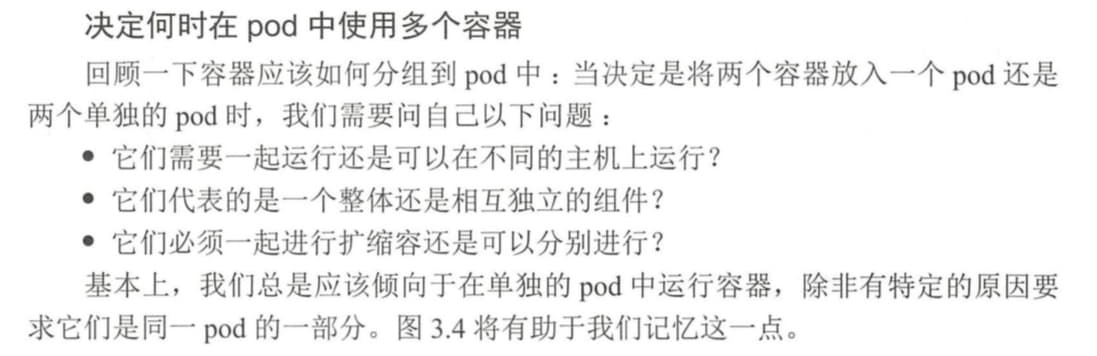 决定何时在 pod 中使用多个容器
回顾一下容器应该如何分组到 pod 中：当决定是将两个容器放入一个 pod 还是
两个单独的 pod 时，我们需要问自己以下问题：
● 它们需要一起运行还是可以在不同的主机上运行？
● 它们代表的是一个整体还是相互独立的组件？
● 它们必须一起进行扩缩容还是可以分别进行？
基本上，我们总是应该倾向于在单独的 pod 中运行容器，除非有特定的原因要
求它们是同一 pod 的一部分。图 3.4 将有助于我们记忆这一点。